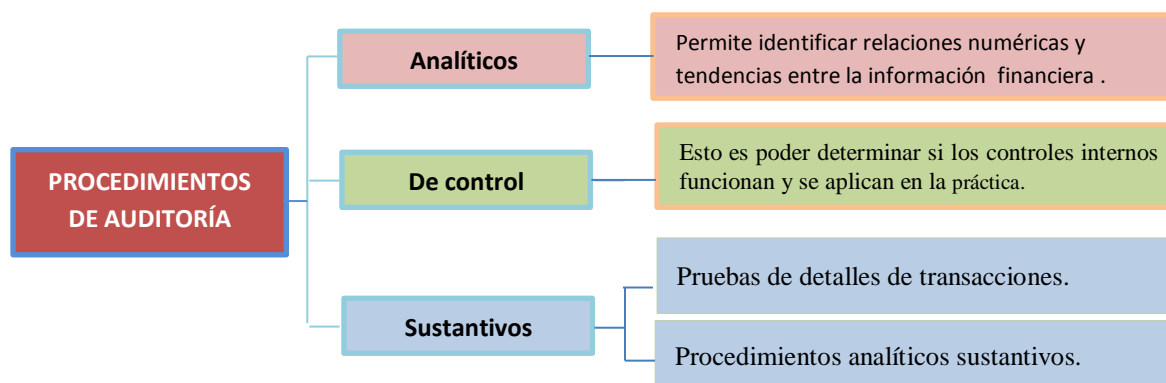 PROCEDIMIENTOS
DE AUDITORÍA
Analíticos
Permite identificar relaciones numéricas y
tendencias entre la información financiera .
De control
Esto es poder determinar si los controles internos
funcionan y se aplican en la práctica.
Sustantivos
Pruebas de detalles de transacciones.
Procedimientos analíticos sustantivos.